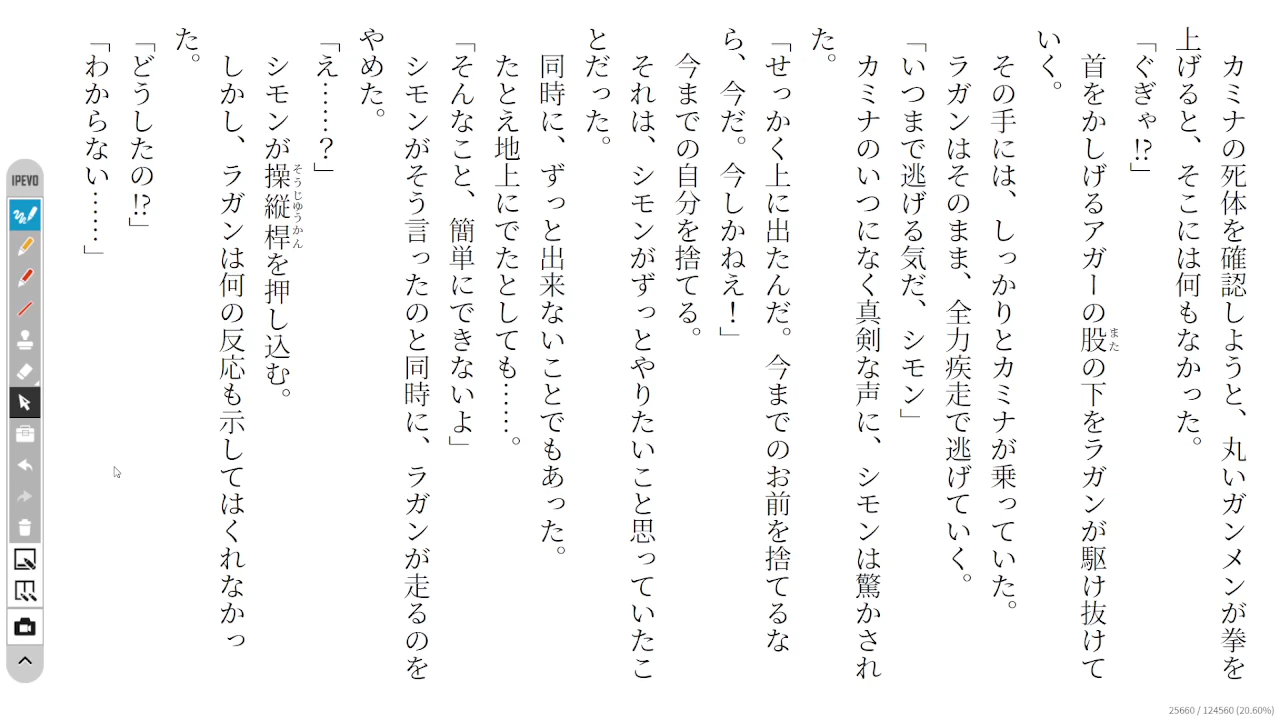 カミナの死体を確認しようと、丸いガンメンが拳を
上げると、そこには何もなかった。
「ぐぎゃ!?」
首をかしげるアガーの股の下をラガンが駆け抜けて
また
いく。
その手には、しっかりとカミナが乗っていた。
ラガンはそのまま、全力疾走で逃げていく。
「いつまで逃げる気だ、シモン」
カミナのいつになく真剣な声に、シモンは驚かされ
た。
「せっかく上に出たんだ。今までのお前を捨てるな
ら、今だ。今しかねえ！」
今までの自分を捨てる。
それは、シモンがずっとやりたいこと思っていたこ
とだった。
同時に、ずっと出来ないことでもあった。
たとえ地上にでたとしても……。
「そんなこと、簡単にできないよ」
シモンがそう言ったのと同時に、ラガンが走るのを
やめた。
「え……？」
シモンが操縦桿を押し込む。
そうじゅうかん
しかし、ラガンは何の反応も示してはくれなかっ
た。
「どうしたの!?」
「わからない……」
IPEVO
25660 / 124560 (20.60%)